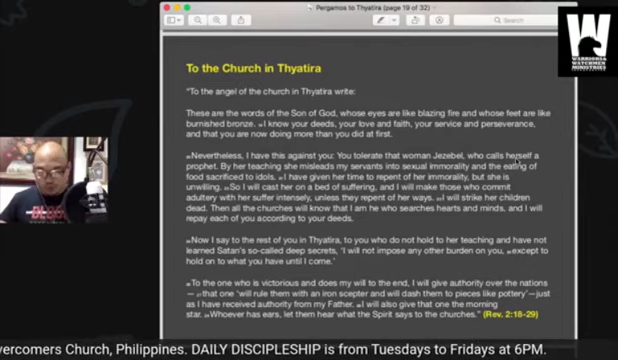 Pergamos to Thyatira (page 19 of 32)
Search
WARRIORS &
WATCHMEN
MINISTRIES
To the Church in Thyatira
"To the angel of the church in Thyatira write:
These are the words of the Son of God, whose eyes are like blazing fire and whose feet are like
burnished bronze. I know your deeds, your love and faith, your service and perseverance,
and that you are now doing more than you did at first.
Nevertheless, I have this against you: You tolerate that woman Jezebel, who calls herself a
prophet. By her teaching she misleads my servants into sexual immorality and the eating of
food sacrificed to idols. I have given her time to repent of her immorality, but she is
unwilling. So I will cast her on a bed of suffering, and I will make those who commit
adultery with her suffer intensely, unless they repent of her ways. I will strike her children
dead. Then all the churches will know that I am he who searches hearts and minds, and I will
repay each of you according to your deeds.
Now I say to the rest of you in Thyatira, to you who do not hold to her teaching and have not
learned Satan's so-called deep secrets, 'I will not impose any other burden on you, except to
hold on to what you have until I come.'
To the one who is victorious and does my will to the end, I will give authority over the nations
— that one 'will rule them with an iron scepter and will dash them to pieces like pottery'—just
as I have received authority from my Father. I will also give that one the morning
star. Whoever has ears, let them hear what the Spirit says to the churches." (Rev. 2:18-29)
vercomers Church, Philippines. DAILY DISCIPLESHIP is from Tuesdays to Fridays at 6PM.